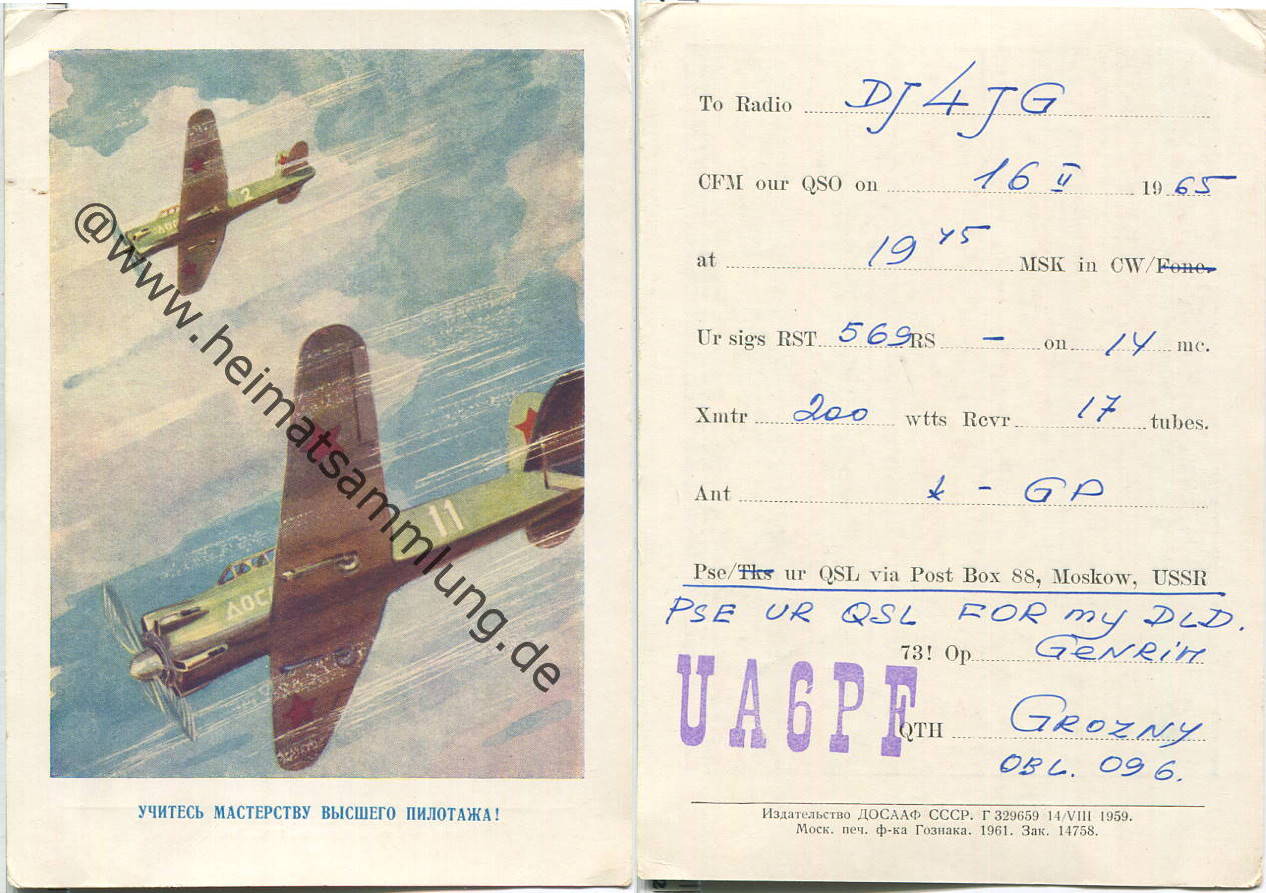 2
ДОС
11
ДОС
@www.heimatsammlung.de
УЧИТЕСЬ МАСТЕРСТВУ ВЫСШЕГО ПИЛОТАЖА!
To Radio DJ4JG
CFM our QSO on 16 II 1965
at 19 45 MSK in CW/Fone.
Ur sigs RST 569 RS - on 14 mc.
Xmtr 200 wtts Rcvr 17 tubes.
Ant - GP
Pse/Tks ur QSL via Post Box 88, Moskow, USSR
PSE UR QSL FOR my DLD.
73! Op GENRIH
UA6PF
QTH GROZNY
OBL. 096.
Издательство ДОСААФ СССР. Г 329659 14/VIII 1959.
Моск. печ. ф-ка Гознака. 1961. Зак. 14758.